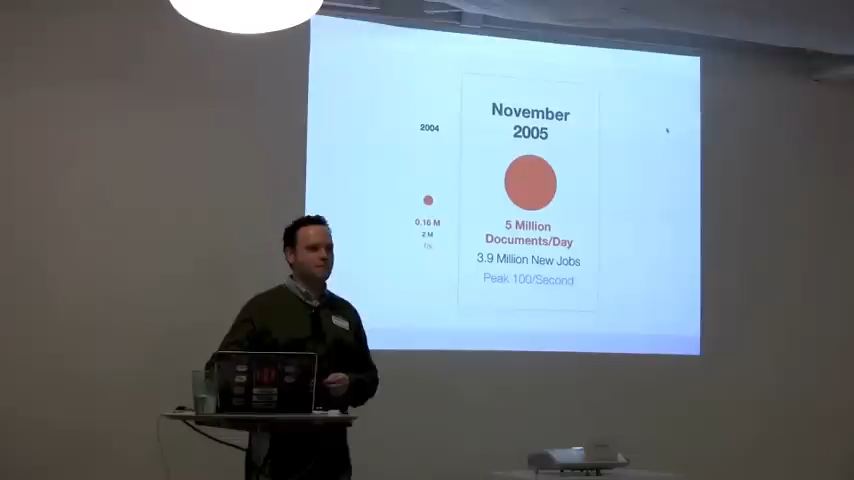 2004
0.16 M
2 M
November
2005
5 Million
Documents/Day
3.9 Million New Jobs
Peak 100/Second